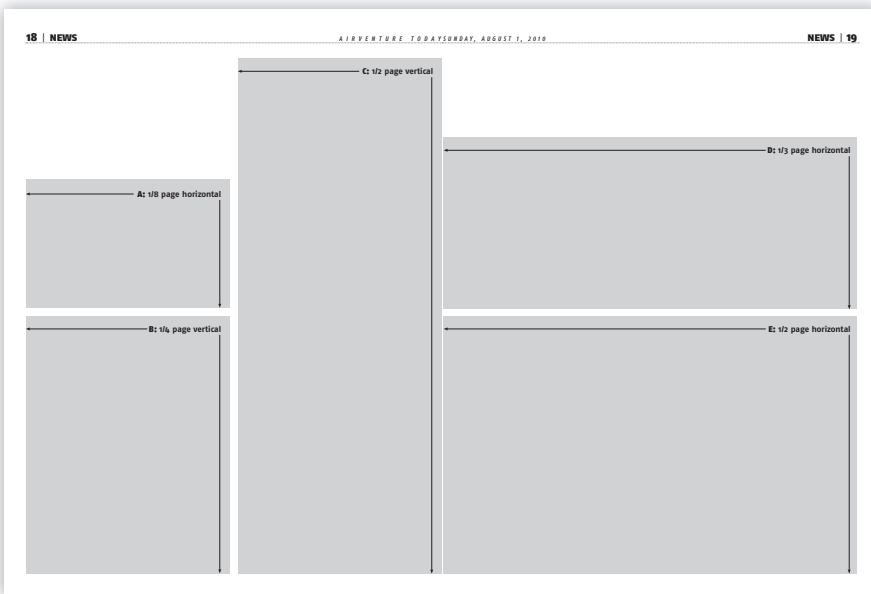 18 | NEWS
AIRVENTURE TODAY SUNDAY, AUGUST 1, 2010
NEWS | 19
C: 1/2 page vertical
D: 1/3 page horizontal
A: 1/8 page horizontal
B: 1/4 page vertical
E: 1/2 page horizontal